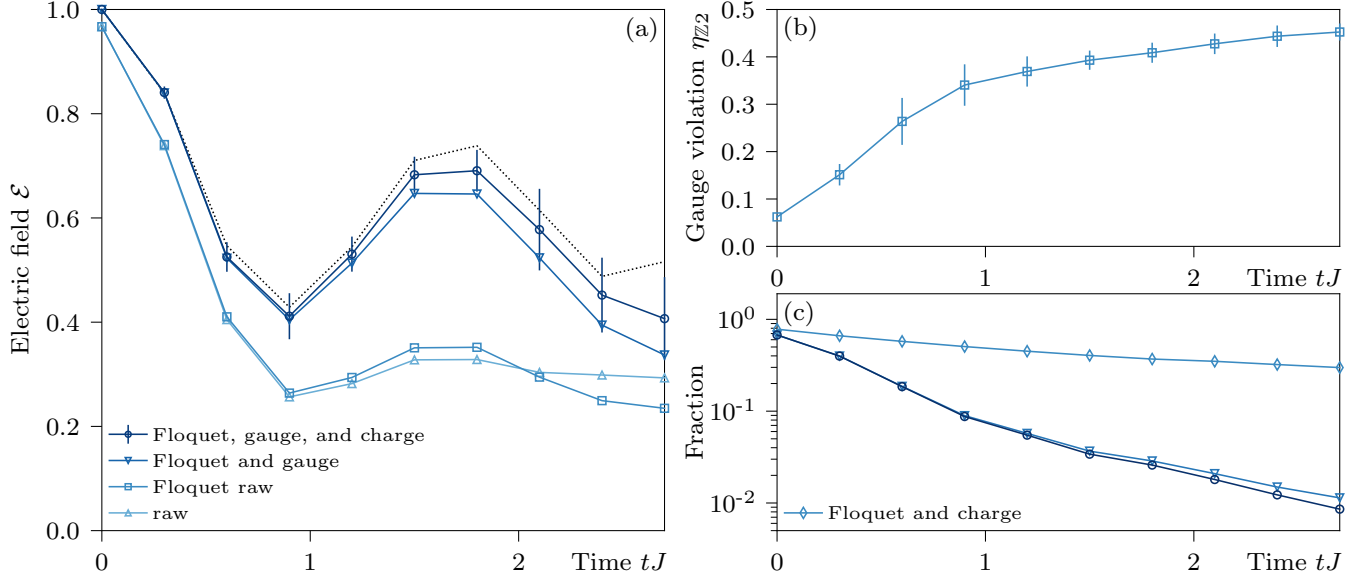 (a)
Electric field ℰ
1.0
0.8
0.6
0.4
0.2
0.0
Floquet, gauge, and charge
Floquet and gauge
Floquet raw
raw
0
1
2
Time tJ
(b)
Gauge violation η_ℤ2
0.5
0.4
0.3
0.2
0.1
0.0
0
1
2
Time tJ
(c)
Fraction
10⁰
10⁻¹
10⁻²
Floquet and charge
0
1
2
Time tJ